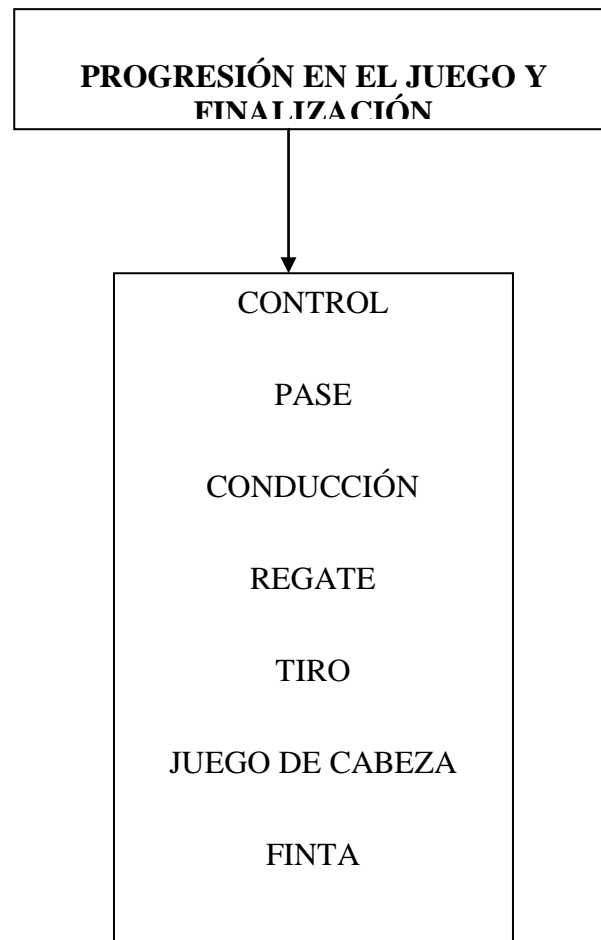 PROGRESIÓN EN EL JUEGO Y
FINALIZACIÓN
CONTROL
PASE
CONDUCCIÓN
REGATE
TIRO
JUEGO DE CABEZA
FINTA